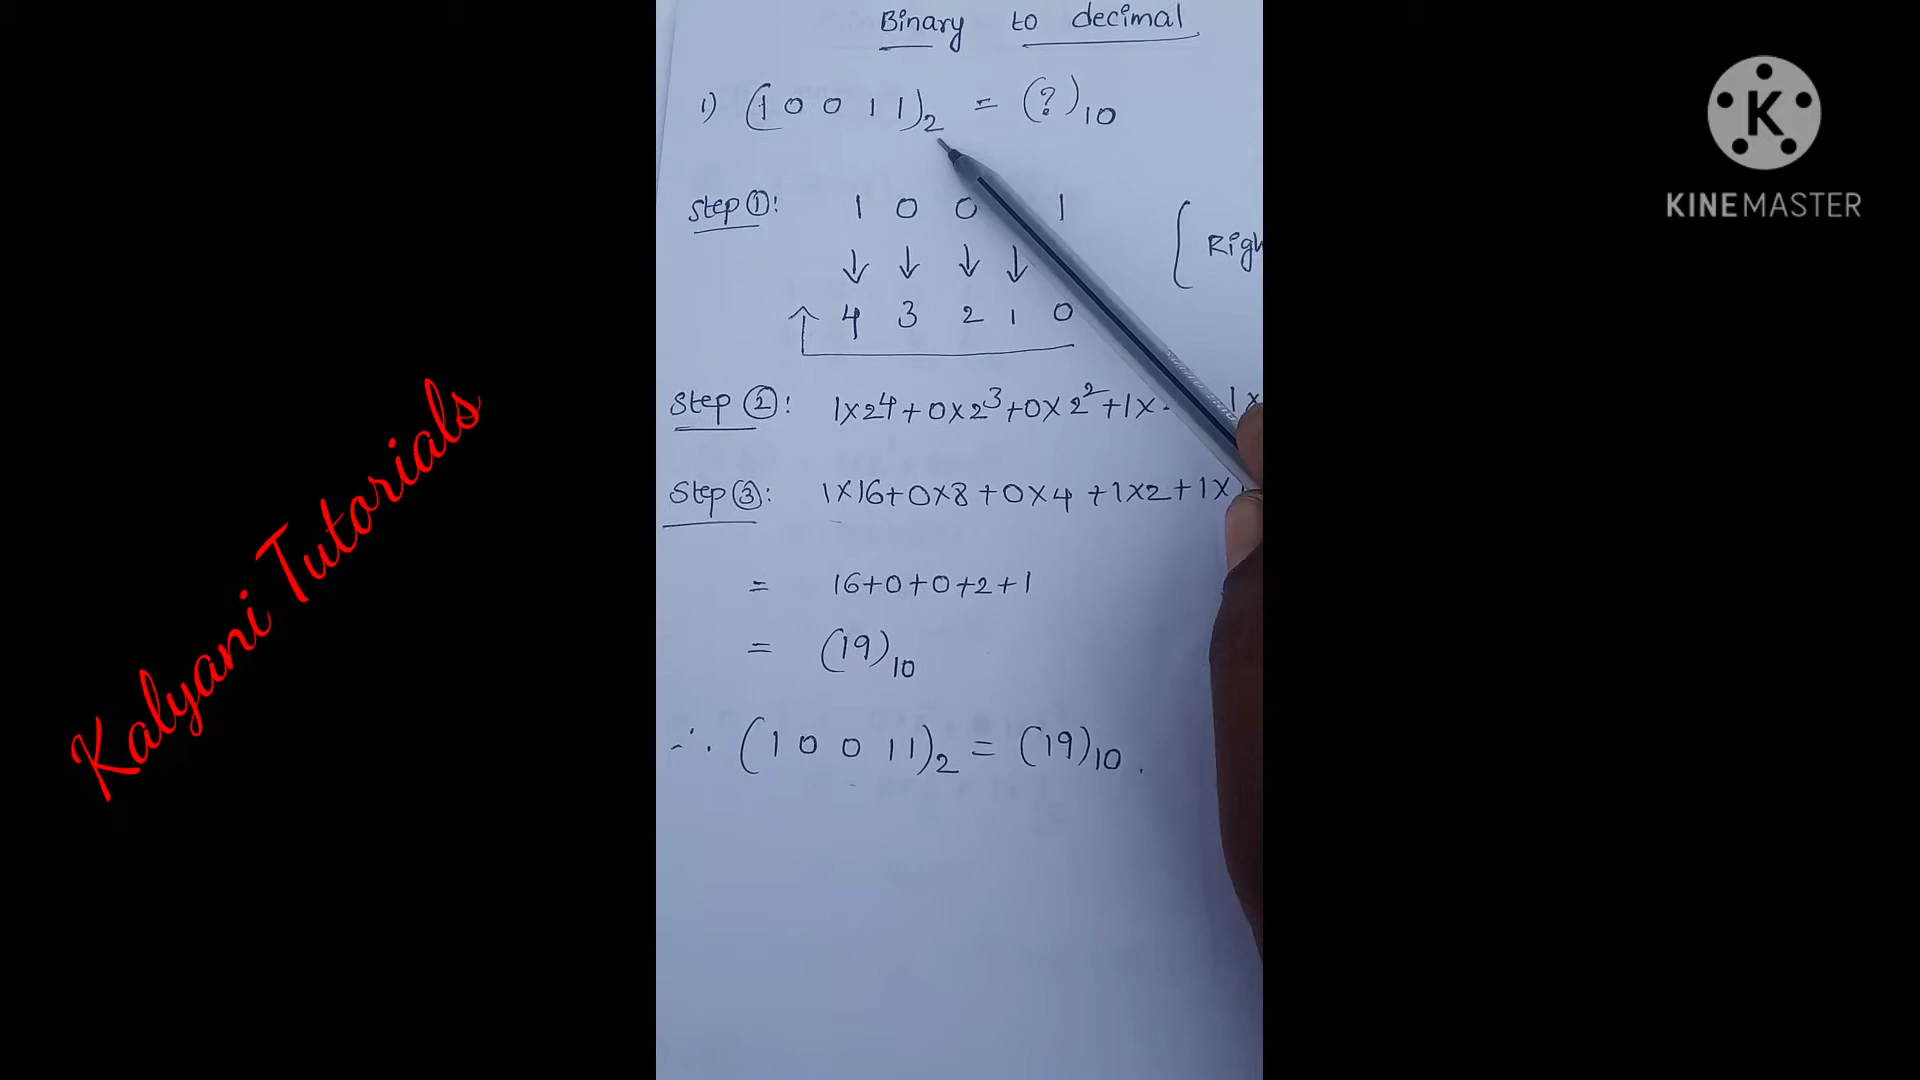 Binary to decimal
1) (1 0 0 1 1)2 = (?)10
Step ①: 1 0 0 1
↓ ↓ ↓ ↓
4 3 2 1 0
Step ②: 1x2⁴+0x2³+0x2²+1x 1x
Step ③: 1x16+0x8+0x4+1x2+1x
= 16+0+0+2+1
= (19)10
∴ (1 0 0 1 1)2 = (19)10.
Kalyani Tutorials
K
KINEMASTER